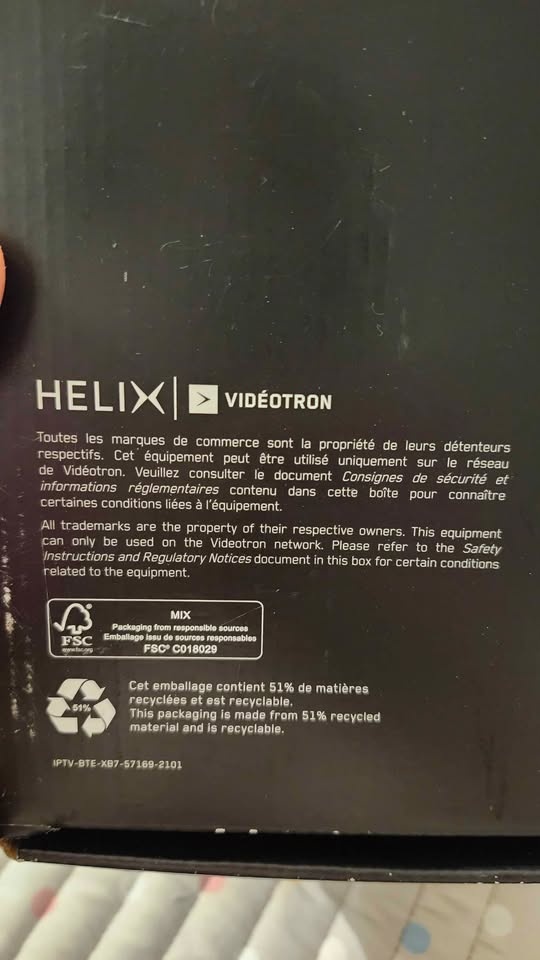 HELIX | VIDÉOTRON
Toutes les marques de commerce sont la propriété de leurs détenteurs
respectifs. Cet équipement peut être utilisé uniquement sur le réseau
de Vidéotron. Veuillez consulter le document Consignes de sécurité et
informations réglementaires contenu dans cette boîte pour connaître
certaines conditions liées à l'équipement.
All trademarks are the property of their respective owners. This equipment
can only be used on the Videotron network. Please refer to the Safety
Instructions and Regulatory Notices document in this box for certain conditions
related to the equipment.
FSC
www.fsc.org
MIX
Packaging from responsible sources
Emballage issu de sources responsables
FSC® C018029
51%
Cet emballage contient 51% de matières
recyclées et est recyclable.
This packaging is made from 51% recycled
material and is recyclable.
IPTV-BTE-XB7-57169-2101